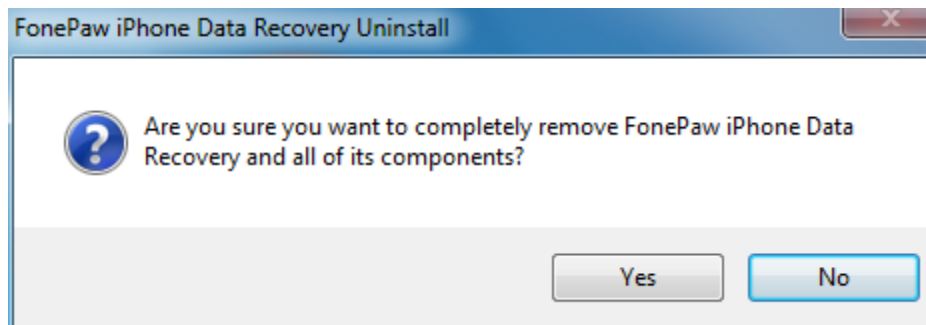 FonePaw iPhone Data Recovery Uninstall
Are you sure you want to completely remove FonePaw iPhone Data
Recovery and all of its components?
Yes
No